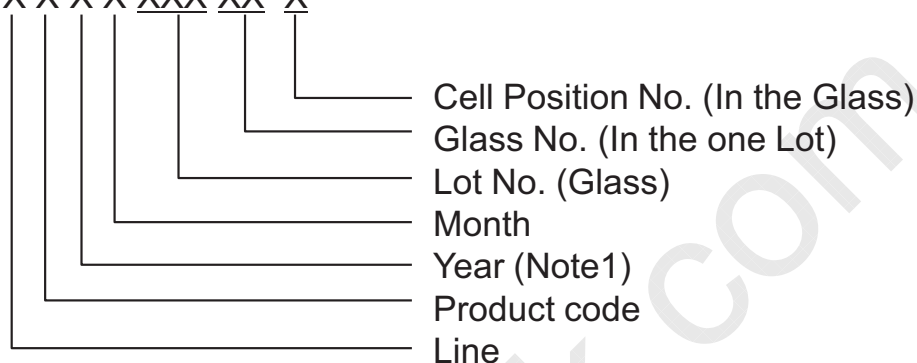 X X X X XXX XX X
Cell Position No. (In the Glass)
Glass No. (In the one Lot)
Lot No. (Glass)
Month
Year (Note1)
Product code
Line